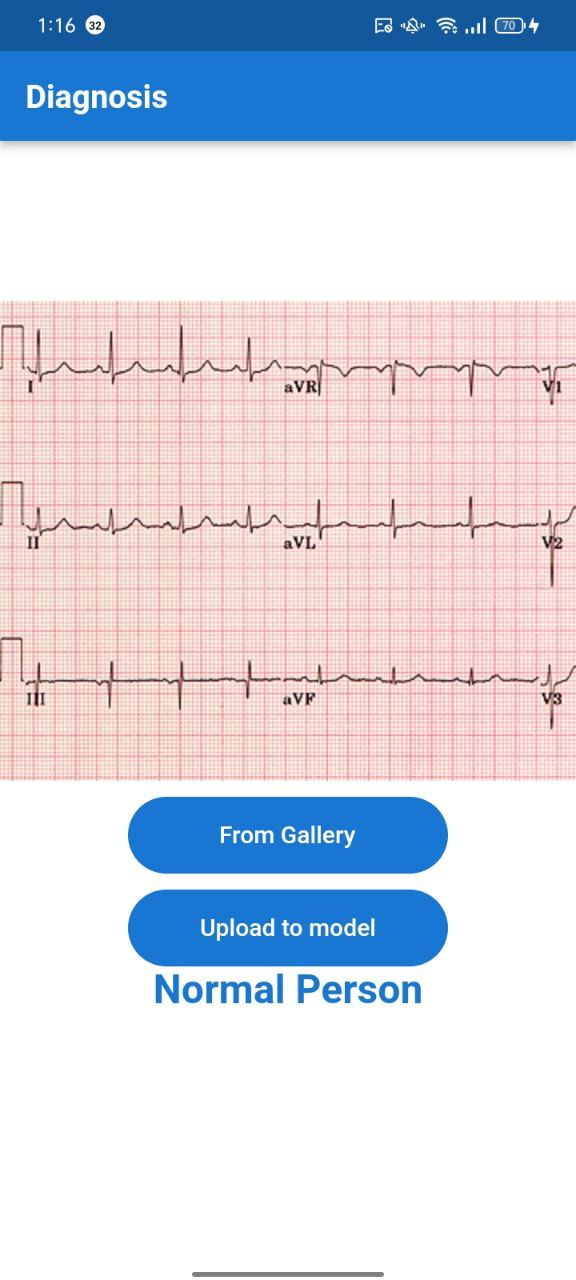 1:16 32 70
Diagnosis
I aVR V1
II aVL V2
III aVF V3
From Gallery
Upload to model
Normal Person